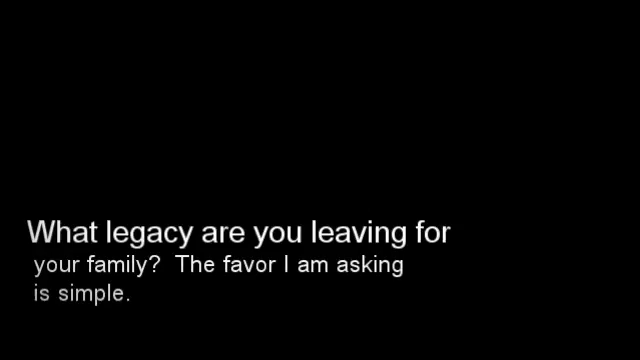 What legacy are you leaving for
your family?  The favor I am asking
is simple.